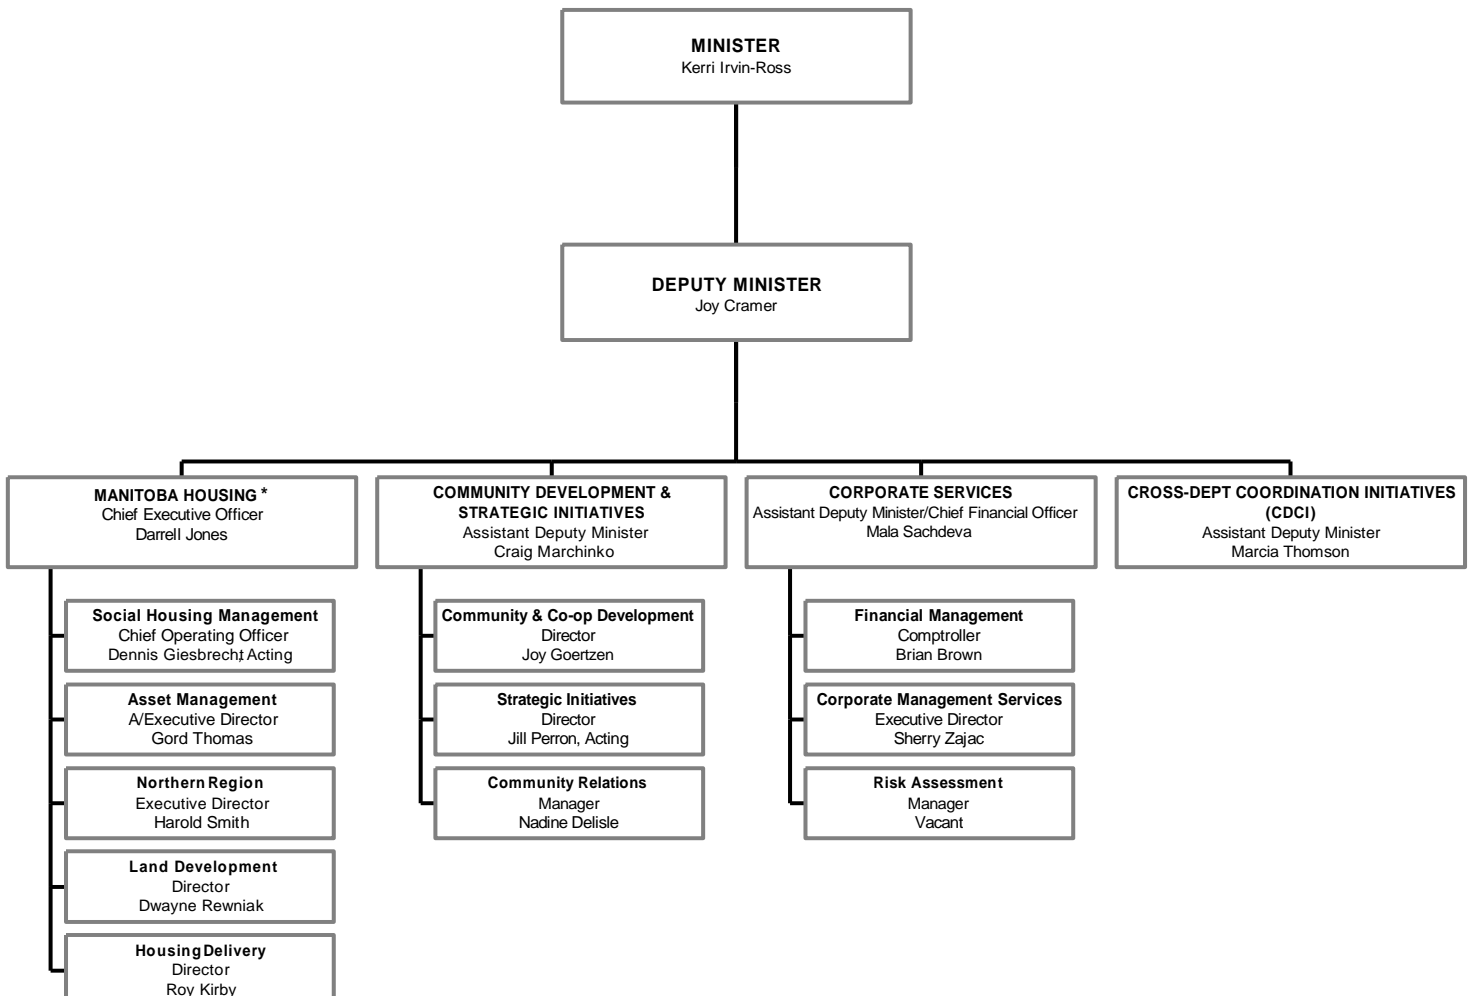 MINISTER
Kerri Irvin-Ross
DEPUTY MINISTER
Joy Cramer
MANITOBA HOUSING *
Chief Executive Officer
Darrell Jones
Social Housing Management
Chief Operating Officer
Dennis Giesbrecht, Acting
Asset Management
A/Executive Director
Gord Thomas
Northern Region
Executive Director
Harold Smith
Land Development
Director
Dwayne Rewniak
Housing Delivery
Director
Roy Kirby
COMMUNITY DEVELOPMENT &
STRATEGIC INITIATIVES
Assistant Deputy Minister
Craig Marchinko
Community & Co-op Development
Director
Joy Goertzen
Strategic Initiatives
Director
Jill Perron, Acting
Community Relations
Manager
Nadine Delisle
CORPORATE SERVICES
Assistant Deputy Minister/Chief Financial Officer
Mala Sachdeva
Financial Management
Comptroller
Brian Brown
Corporate Management Services
Executive Director
Sherry Zajac
Risk Assessment
Manager
Vacant
CROSS-DEPT COORDINATION INITIATIVES
(CDCI)
Assistant Deputy Minister
Marcia Thomson